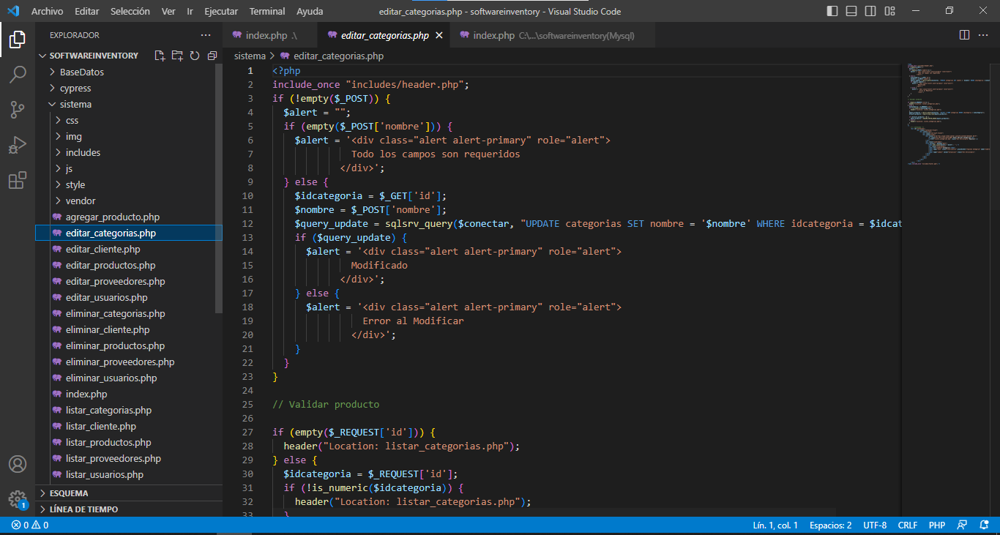 Archivo Editar Selección Ver Ir Ejecutar Terminal Ayuda
editar_categorias.php - softwareinventory - Visual Studio Code
EXPLORADOR
SOFTWAREINVENTORY
BaseDatos
cypress
sistema
css
img
includes
js
style
vendor
agregar_producto.php
editar_categorias.php
editar_cliente.php
editar_productos.php
editar_proveedores.php
editar_usuarios.php
eliminar_categorias.php
eliminar_cliente.php
eliminar_productos.php
eliminar_proveedores.php
eliminar_usuarios.php
index.php
listar_categorias.php
listar_cliente.php
listar_productos.php
listar_proveedores.php
listar_usuarios.php
ESQUEMA
LÍNEA DE TIEMPO
index.php .\ editar_categorias.php index.php C:\...\softwareinventory(Mysql)
sistema > editar_categorias.php
1 <?php
2 include_once "includes/header.php";
3 if (!empty($_POST)) {
4 $alert = "";
5 if (empty($_POST['nombre'])) {
6 $alert = '<div class="alert alert-primary" role="alert">
7 Todo los campos son requeridos
8 </div>';
9 } else {
10 $idcategoria = $_GET['id'];
11 $nombre = $_POST['nombre'];
12 $query_update = sqlsrv_query($conectar, "UPDATE categorias SET nombre = '$nombre' WHERE idcategoria = $idcat
13 if ($query_update) {
14 $alert = '<div class="alert alert-primary" role="alert">
15 Modificado
16 </div>';
17 } else {
18 $alert = '<div class="alert alert-primary" role="alert">
19 Error al Modificar
20 </div>';
21 }
22 }
23 }
24
25 // Validar producto
26
27 if (empty($_REQUEST['id'])) {
28 header("Location: listar_categorias.php");
29 } else {
30 $idcategoria = $_REQUEST['id'];
31 if (!is_numeric($idcategoria)) {
32 header("Location: listar_categorias.php");
33 }
1
0 0 Lín. 1, col. 1 Espacios: 2 UTF-8 CRLF PHP